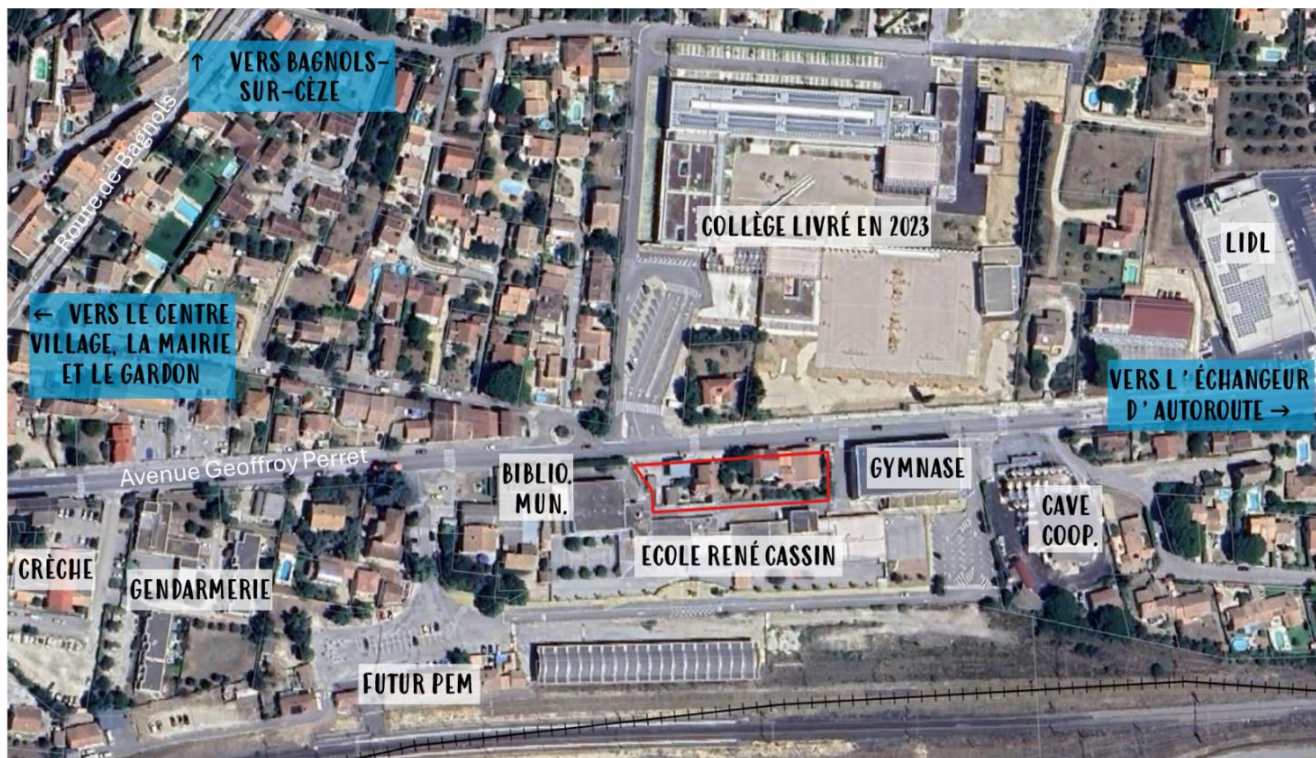 ↑ VERS BAGNOLS-
SUR-CÈZE
Route de Bagnols
← VERS LE CENTRE
VILLAGE, LA MAIRIE
ET LE GARDON
COLLÈGE LIVRÉ EN 2023
LIDL
VERS L'ÉCHANGEUR
D'AUTOROUTE →
Avenue Geoffroy Perret
BIBLIO.
MUN.
GYMNASE
CAVE
COOP.
ECOLE RENÉ CASSIN
CRÈCHE
GENDARMERIE
FUTUR PEM